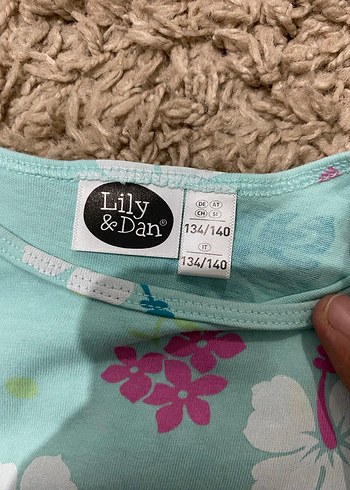 Lily
& Dan®
DE AT
CH SI
134/140
IT
134/140